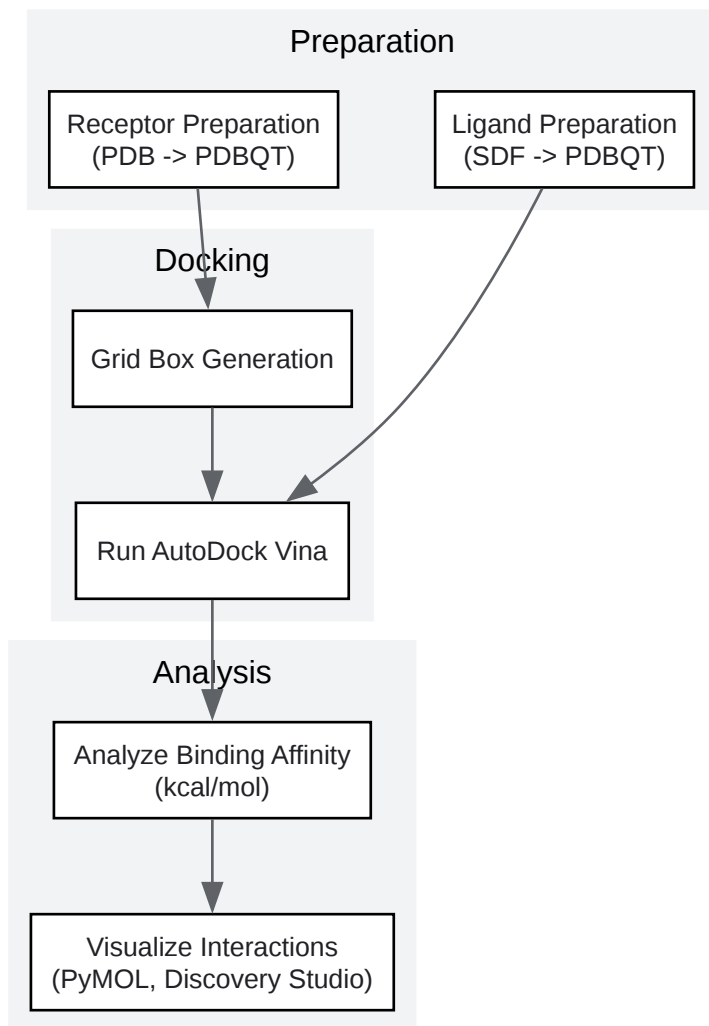 Preparation
Receptor Preparation
(PDB -> PDBQT)
Ligand Preparation
(SDF -> PDBQT)
Docking
Grid Box Generation
Run AutoDock Vina
Analysis
Analyze Binding Affinity
(kcal/mol)
Visualize Interactions
(PyMOL, Discovery Studio)